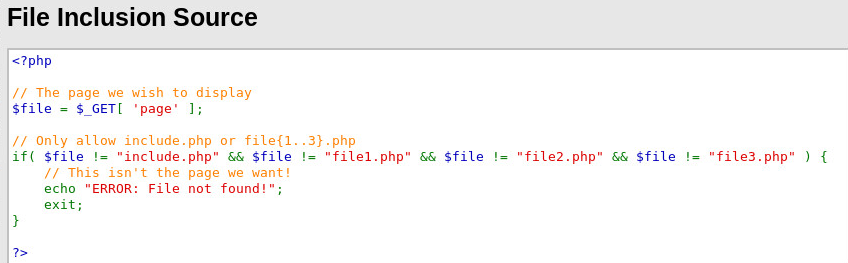 File Inclusion Source
<?php
// The page we wish to display
$file = $_GET[ 'page' ];
// Only allow include.php or file{1..3}.php
if( $file != "include.php" && $file != "file1.php" && $file != "file2.php" && $file != "file3.php" ) {
    // This isn't the page we want!
    echo "ERROR: File not found!";
    exit;
}
?>